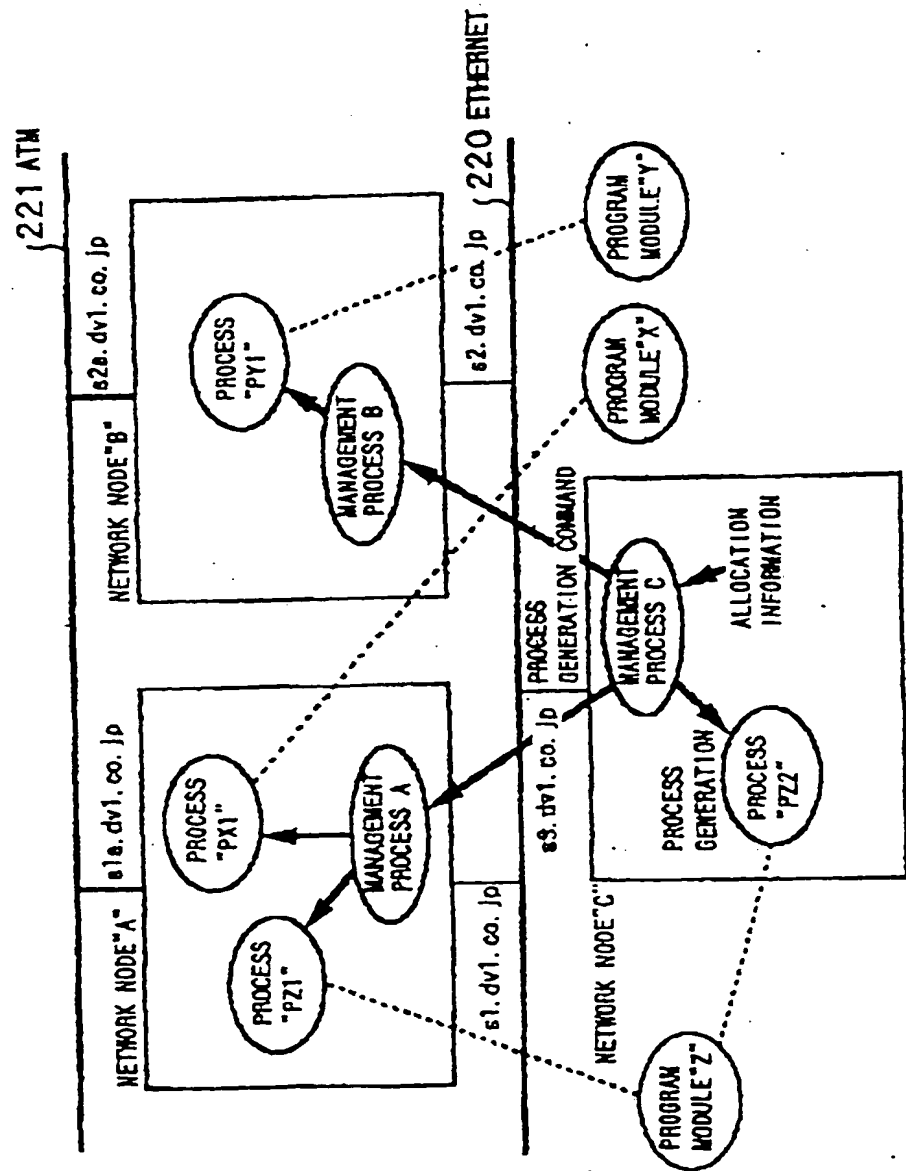 221 ATM
NETWORK NODE"A"
s1a.dv1.co.jp
NETWORK NODE"B"
s2a.dv1.co.jp
PROCESS
"PZ1"
PROCESS
"PX1"
MANAGEMENT
PROCESS A
PROCESS
"PY1"
MANAGEMENT
PROCESS B
s1.dv1.co.jp
s2.dv1.co.jp
220 ETHERNET
NETWORK NODE"C"
s9.dv1.co.jp
PROCESS
GENERATION COMMAND
MANAGEMENT
PROCESS C
PROCESS
GENERATION
PROCESS
"PZ2"
ALLOCATION
INFORMATION
PROGRAM
MODULE"Z"
PROGRAM
MODULE"X"
PROGRAM
MODULE"Y"